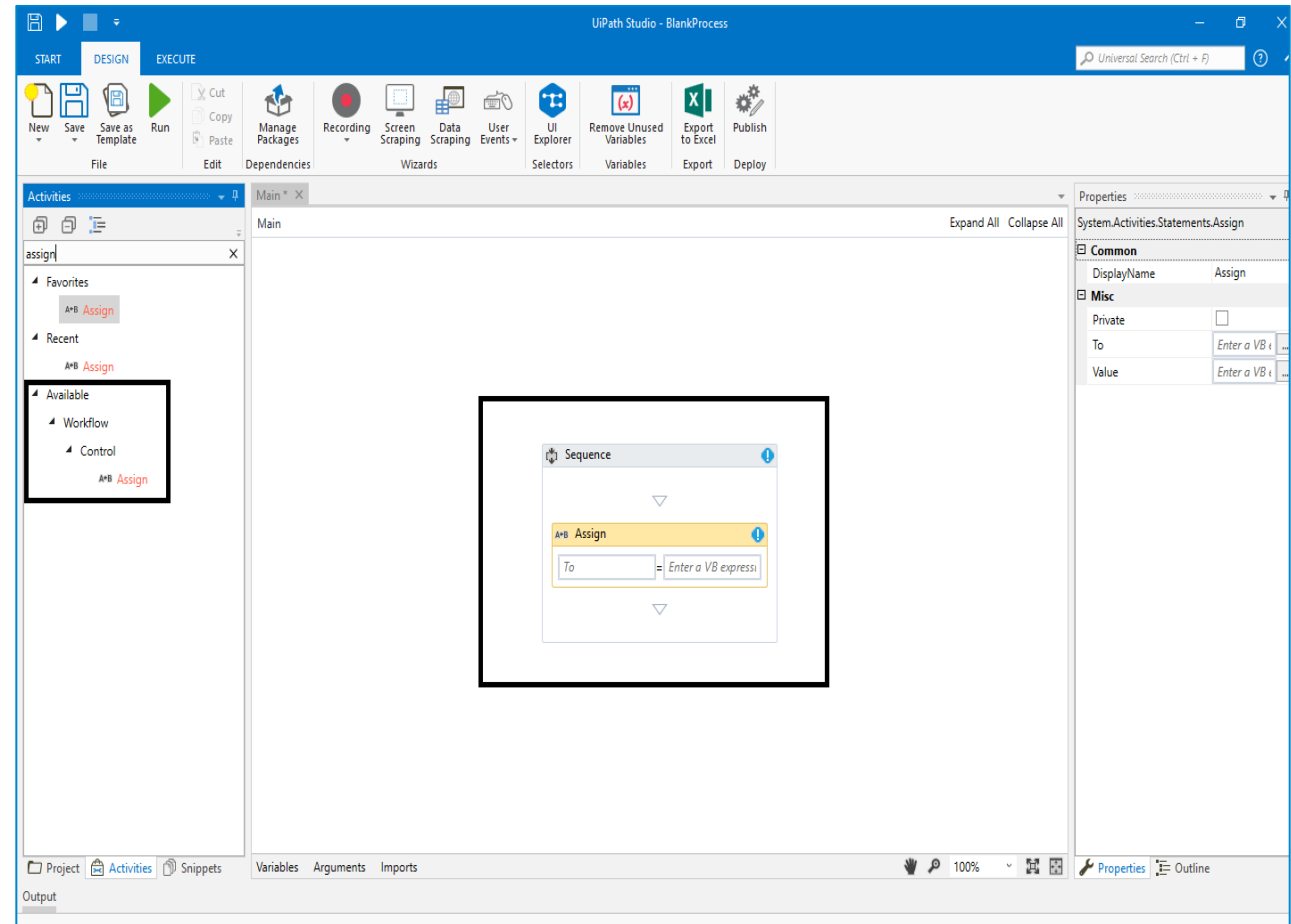 UiPath Studio - BlankProcess
START DESIGN EXECUTE
Universal Search (Ctrl + F)
New Save Save as Template Run
Cut
Copy
Paste
Manage Packages
Recording Screen Scraping Data Scraping User Events
UI Explorer
Remove Unused Variables
Export to Excel
Publish
File Edit Dependencies Wizards Selectors Variables Export Deploy
Activities
assign
Favorites
A*B Assign
Recent
A*B Assign
Available
Workflow
Control
A*B Assign
Project Activities Snippets
Main* X
Main Expand All Collapse All
Sequence
A*B Assign
To = Enter a VB expressi
Variables Arguments Imports 100%
Properties
System.Activities.Statements.Assign
Common
DisplayName Assign
Misc
Private
To Enter a VB e ...
Value Enter a VB e ...
Properties Outline
Output